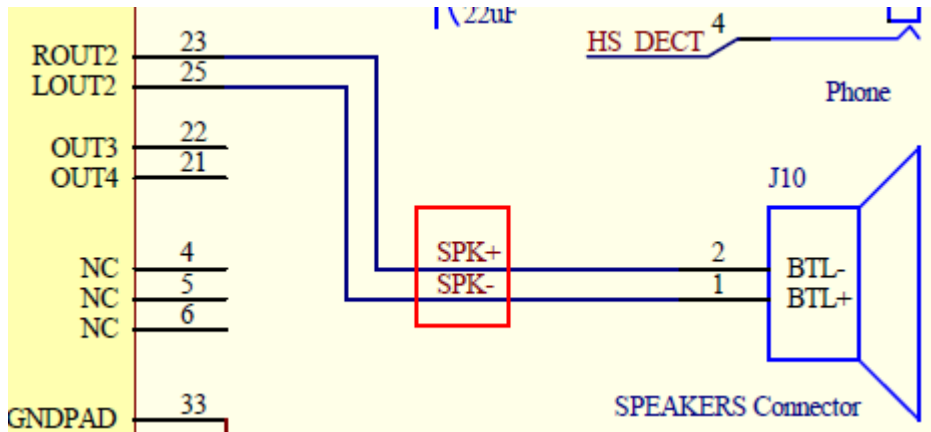 22uF
4
HS_DECT
Phone
ROUT2 23
LOUT2 25
OUT3 22
OUT4 21
NC 4
NC 5
NC 6
GNDPAD 33
SPK+
SPK-
J10
2 BTL-
1 BTL+
SPEAKERS Connector